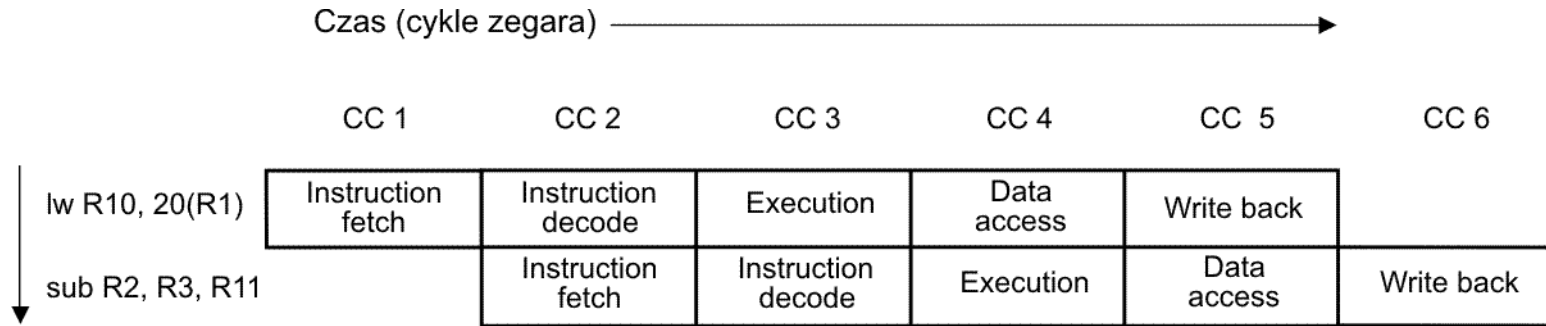 Czas (cykle zegara)
CC 1 CC 2 CC 3 CC 4 CC 5 CC 6
lw R10, 20(R1) Instruction fetch Instruction decode Execution Data access Write back
sub R2, R3, R11 Instruction fetch Instruction decode Execution Data access Write back